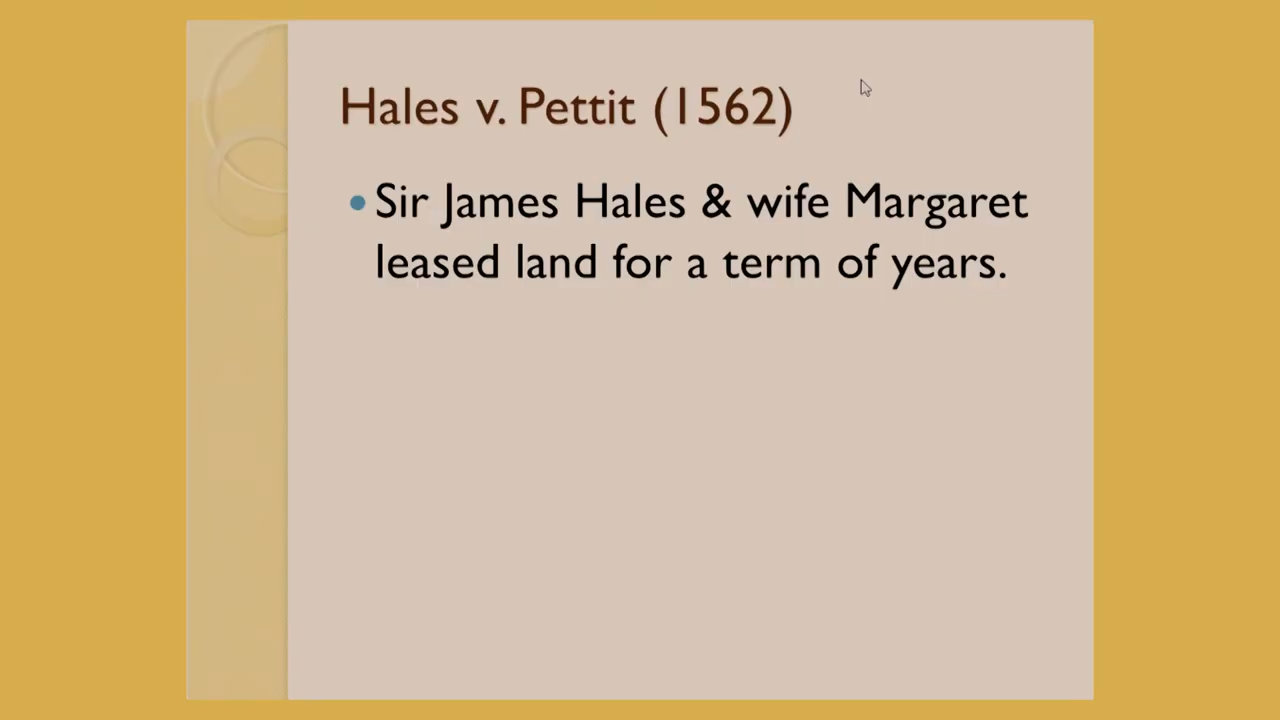 Hales v. Pettit (1562)
• Sir James Hales & wife Margaret
leased land for a term of years.